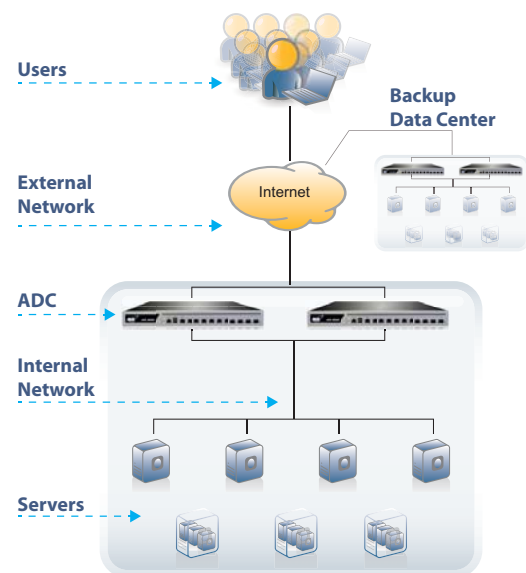 Users
Backup
Data Center
External
Network
Internet
ADC
Internal
Network
Servers